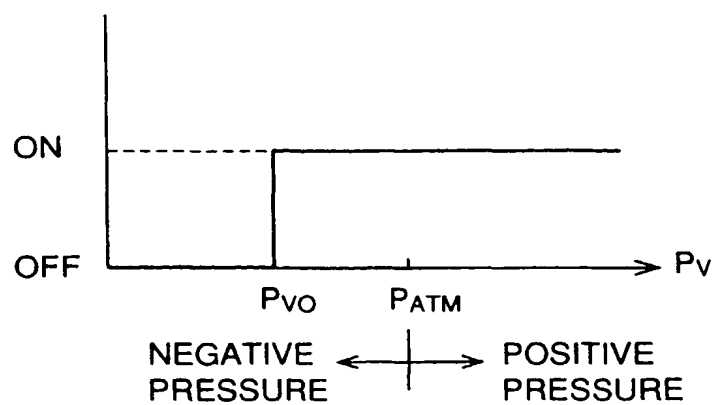 ON
OFF
PV
PVO
PATM
NEGATIVE
PRESSURE
POSITIVE
PRESSURE